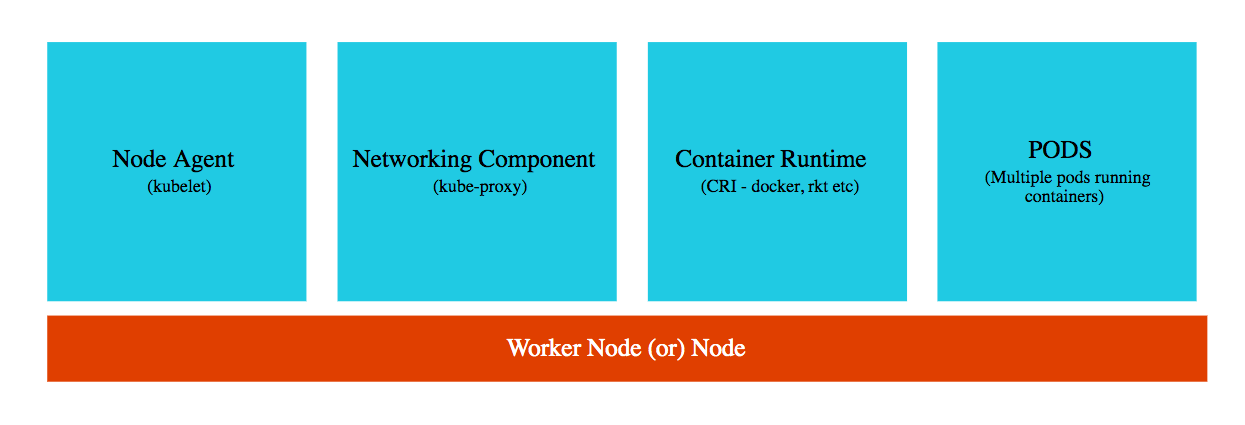 Node Agent
(kubelet)
Networking Component
(kube-proxy)
Container Runtime
(CRI - docker, rkt etc)
PODS
(Multiple pods running
containers)
Worker Node (or) Node